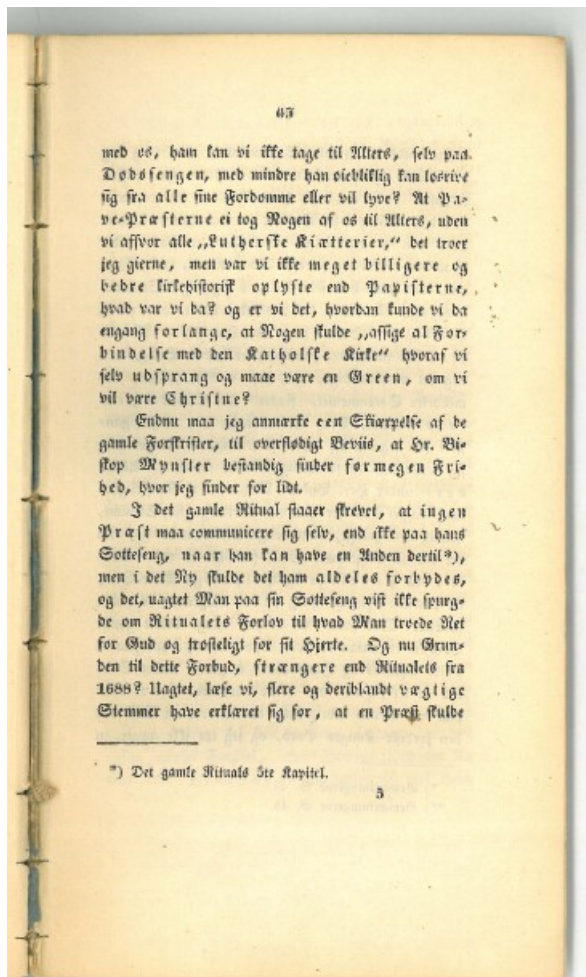 65
med os, ham kan vi ikke tage til Alters, selv paa
Dødssengen, med mindre han øiebliklig kan løsrive
sig fra alle sine Fordomme eller vil lyve? At Pa-
ve-Præsterne ei tog Nogen af os til Alters, uden
vi affvor alle „Lutherske Kiætterier,“ det troer
jeg gierne, men var vi ikke meget billigere og
bedre kirkehistorisk oplyste end Papisterne,
hvad var vi da? og er vi det, hvordan kunde vi da
engang forlange, at Nogen skulde „affige al For-
bindelse med den Katholske Kirke“ hvoraf vi
selv udsprang og maae være en Green, om vi
vil være Christne?
Endnu maa jeg anmærke een Skiærpelse af de
gamle Forskrifter, til overflødigt Beviis, at Hr. Bi-
skop Mynster bestandig finder formegen Fri-
hed, hvor jeg finder for lidt.
I det gamle Ritual staaer skrevet, at ingen
Præst maa communicere sig selv, end ikke paa hans
Sotteseng, naar han kan have en Anden dertil*),
men i det Ny skulde det ham aldeles forbydes,
og det, uagtet Man paa sin Sotteseng vist ikke spurg-
de om Ritualets Forlov til hvad Man troede Ret
for Gud og trøsteligt for sit Hjerte. Og nu Grun-
den til dette Forbud, strængere end Ritualets fra
1688? Uagtet, læse vi, flere og deriblandt vægtige
Stemmer have erklæret sig for, at en Præst skulde
*) Det gamle Rituals 5te Kapitel.
5